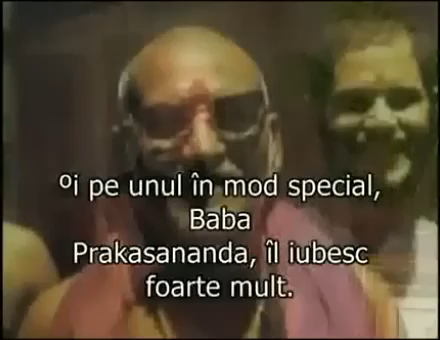 ºi pe unul în mod special,
Baba
Prakasananda, îl iubesc
foarte mult.